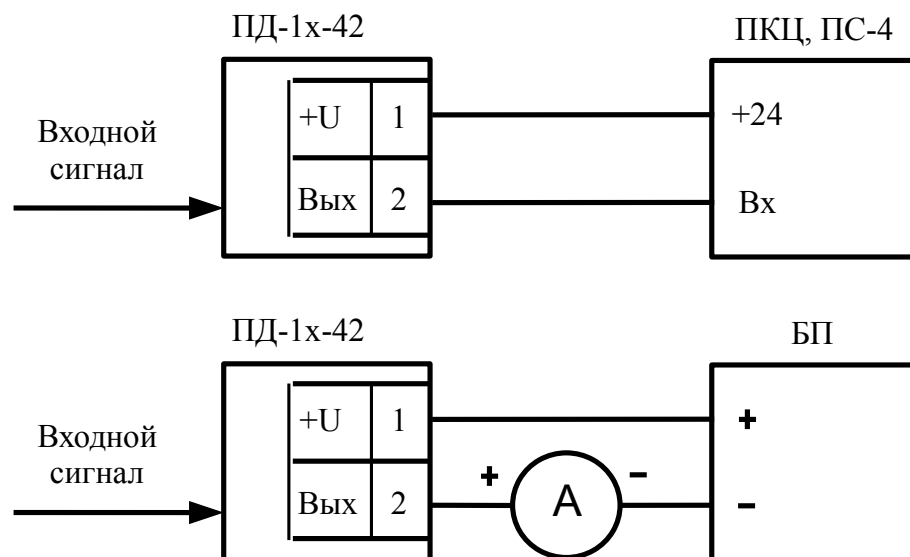 ПД-1х-42
ПКЦ, ПС-4
Входной
сигнал
+U 1
Вых 2
+24
Вх
ПД-1х-42
БП
Входной
сигнал
+U 1
Вых 2
+ A −
+
−